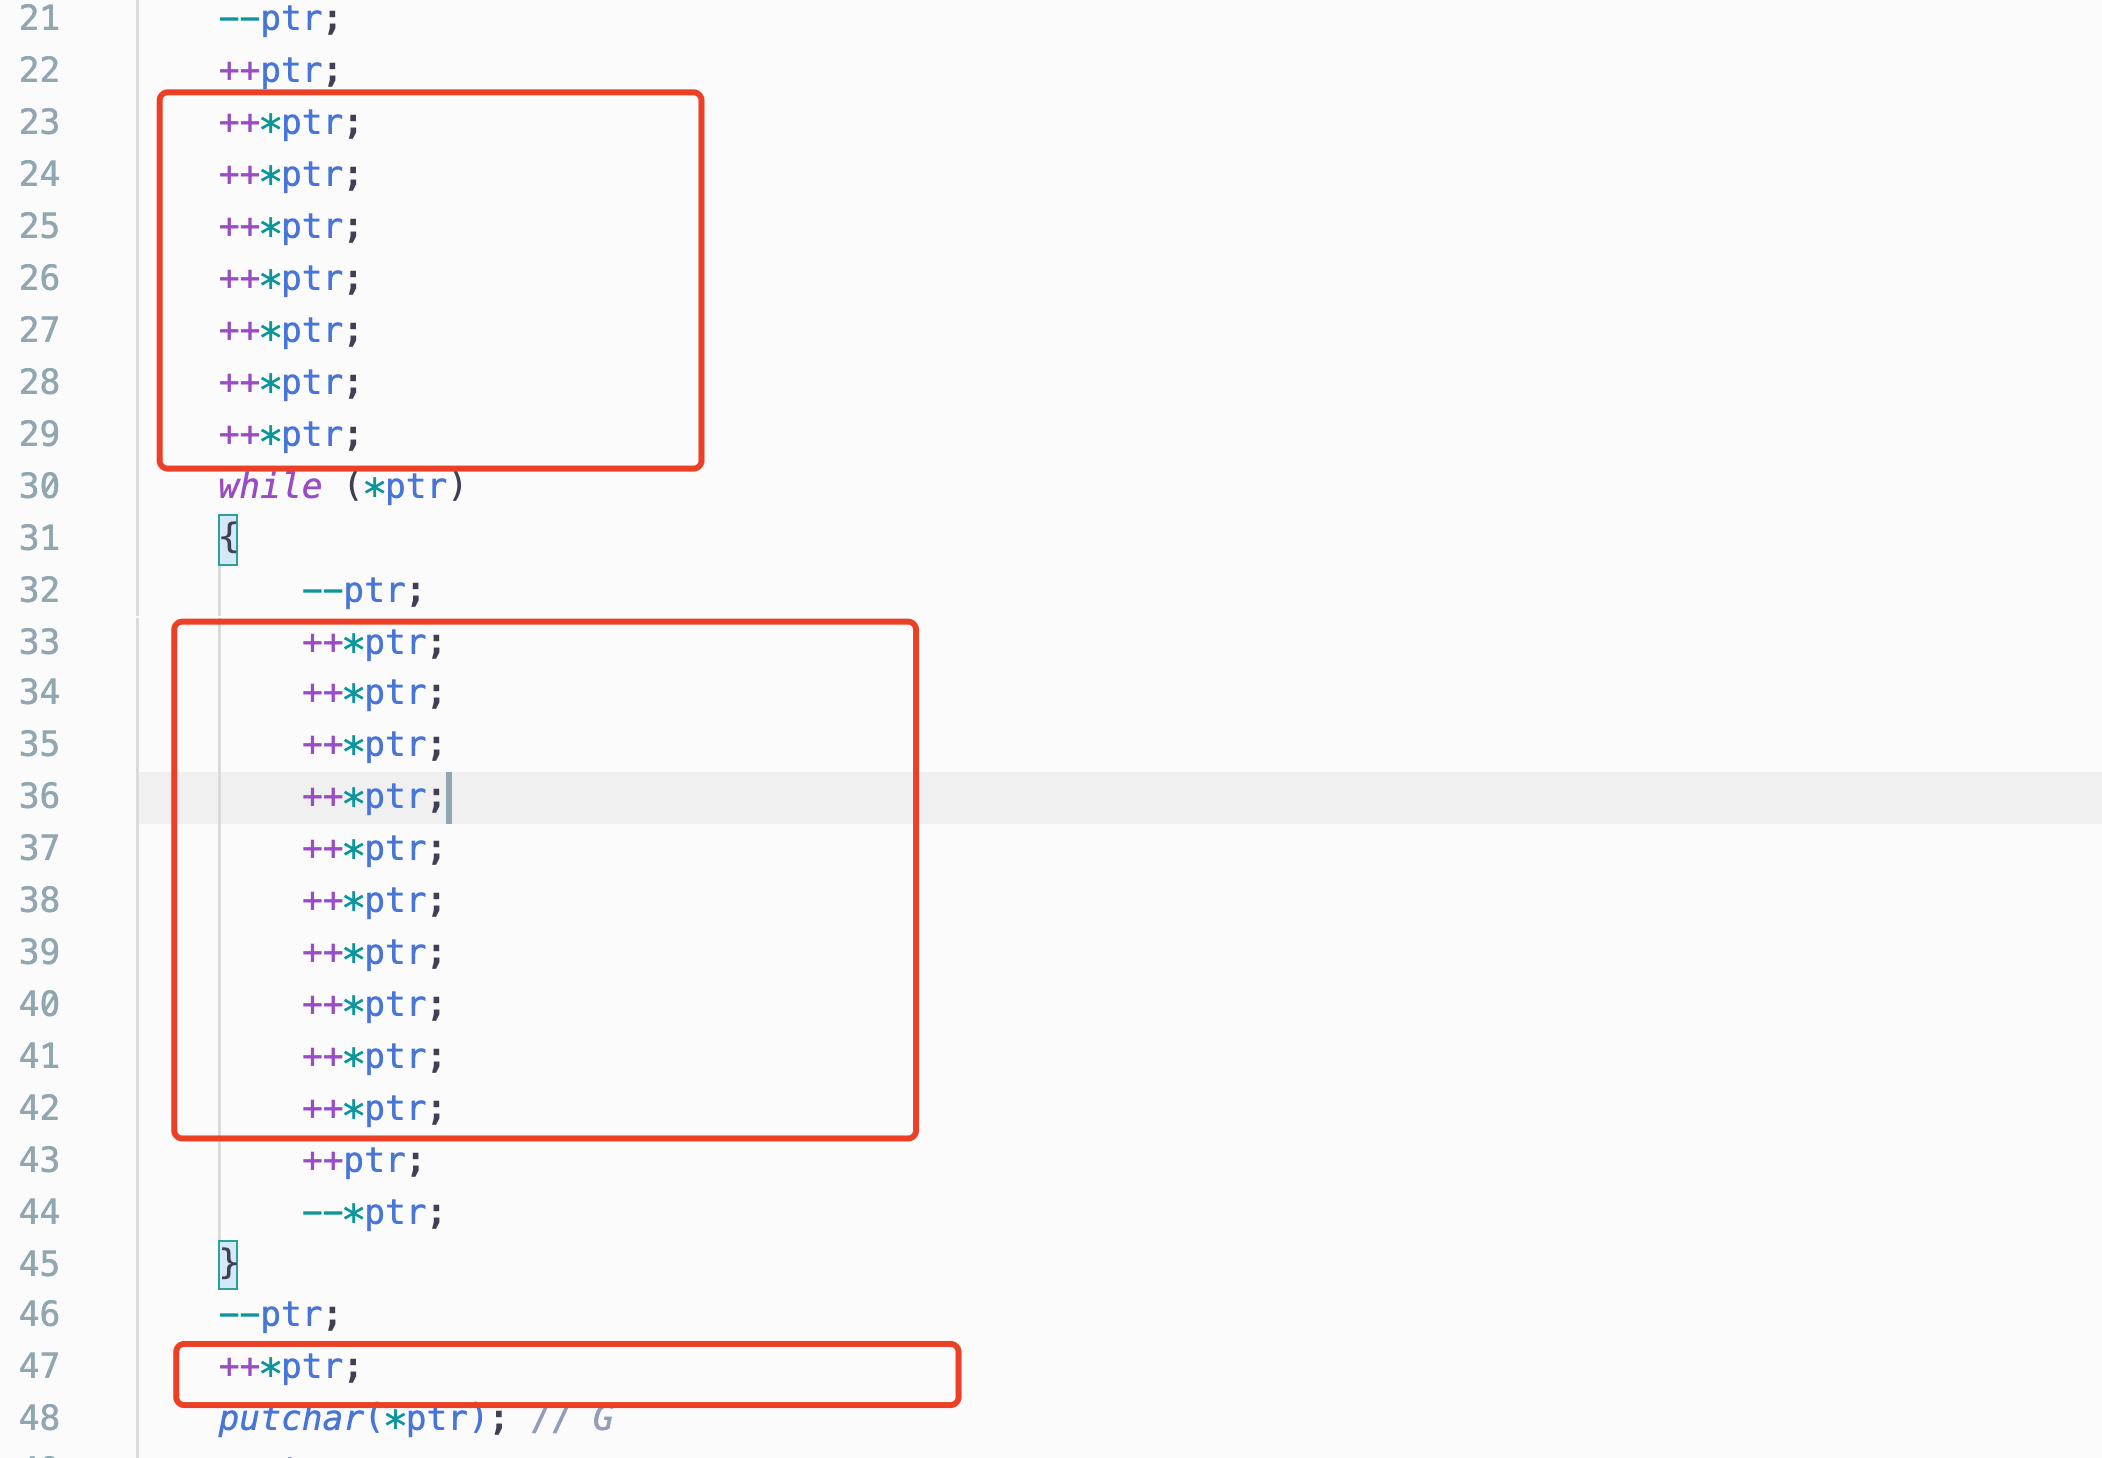 21 --ptr;
22 ++ptr;
23 ++*ptr;
24 ++*ptr;
25 ++*ptr;
26 ++*ptr;
27 ++*ptr;
28 ++*ptr;
29 ++*ptr;
30 while (*ptr)
31 {
32 --ptr;
33 ++*ptr;
34 ++*ptr;
35 ++*ptr;
36 ++*ptr;
37 ++*ptr;
38 ++*ptr;
39 ++*ptr;
40 ++*ptr;
41 ++*ptr;
42 ++*ptr;
43 ++ptr;
44 --*ptr;
45 }
46 --ptr;
47 ++*ptr;
48 putchar(*ptr); // G